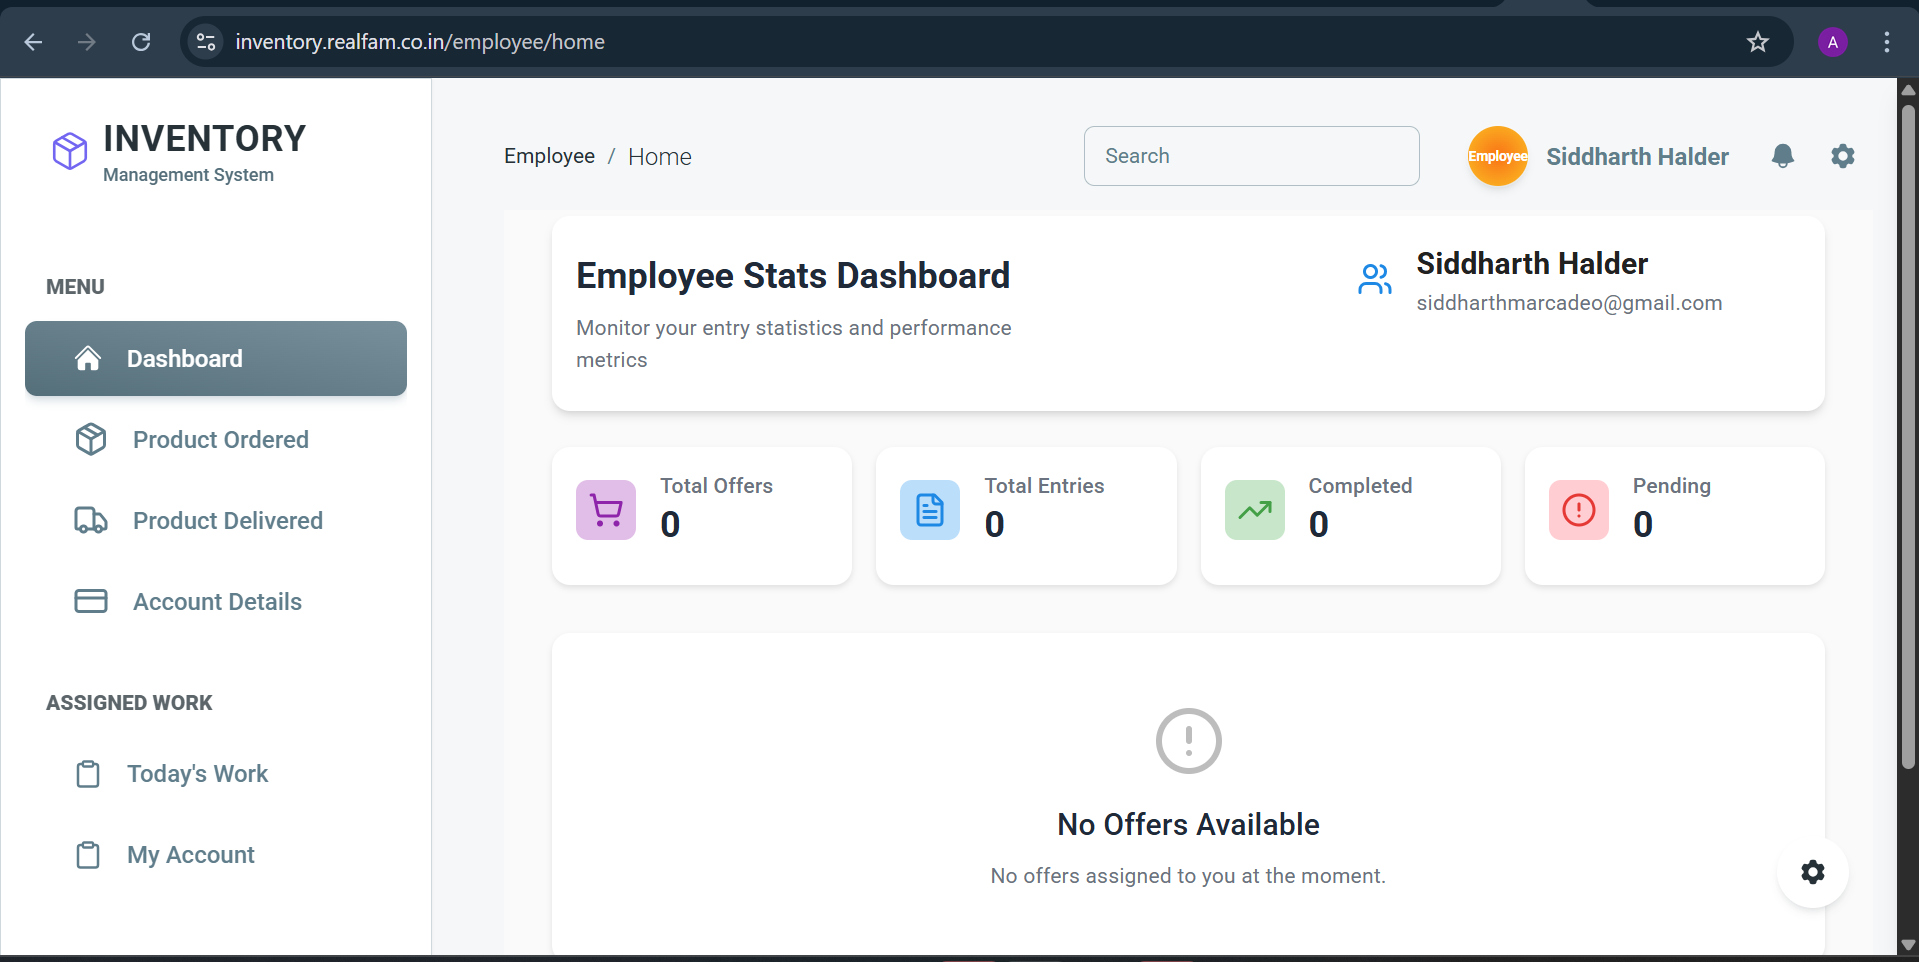 inventory.realfam.co.in/employee/home
A
INVENTORY
Management System
MENU
Dashboard
Product Ordered
Product Delivered
Account Details
ASSIGNED WORK
Today's Work
My Account
Employee / Home
Search
Employee
Siddharth Halder
Employee Stats Dashboard
Monitor your entry statistics and performance
metrics
Siddharth Halder
siddharthmarcadeo@gmail.com
Total Offers
0
Total Entries
0
Completed
0
Pending
0
No Offers Available
No offers assigned to you at the moment.